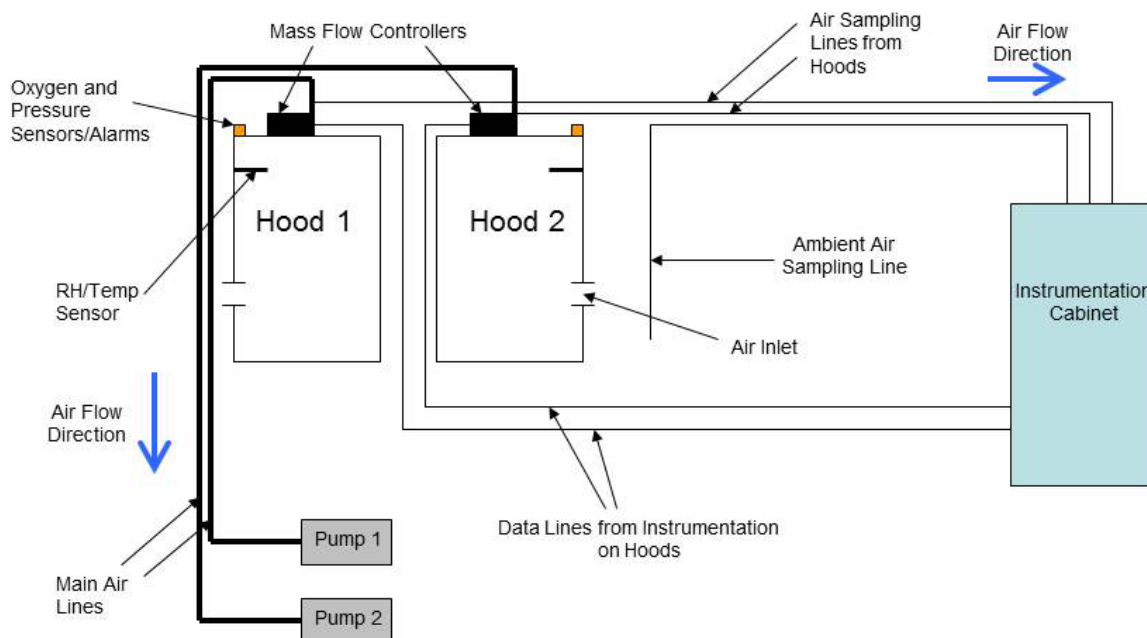 Mass Flow Controllers
Air Sampling
Lines from
Hoods
Air Flow
Direction
Oxygen and
Pressure
Sensors/Alarms
Hood 1
Hood 2
RH/Temp
Sensor
Ambient Air
Sampling Line
Instrumentation
Cabinet
Air Inlet
Air Flow
Direction
Data Lines from Instrumentation
on Hoods
Pump 1
Main Air
Lines
Pump 2